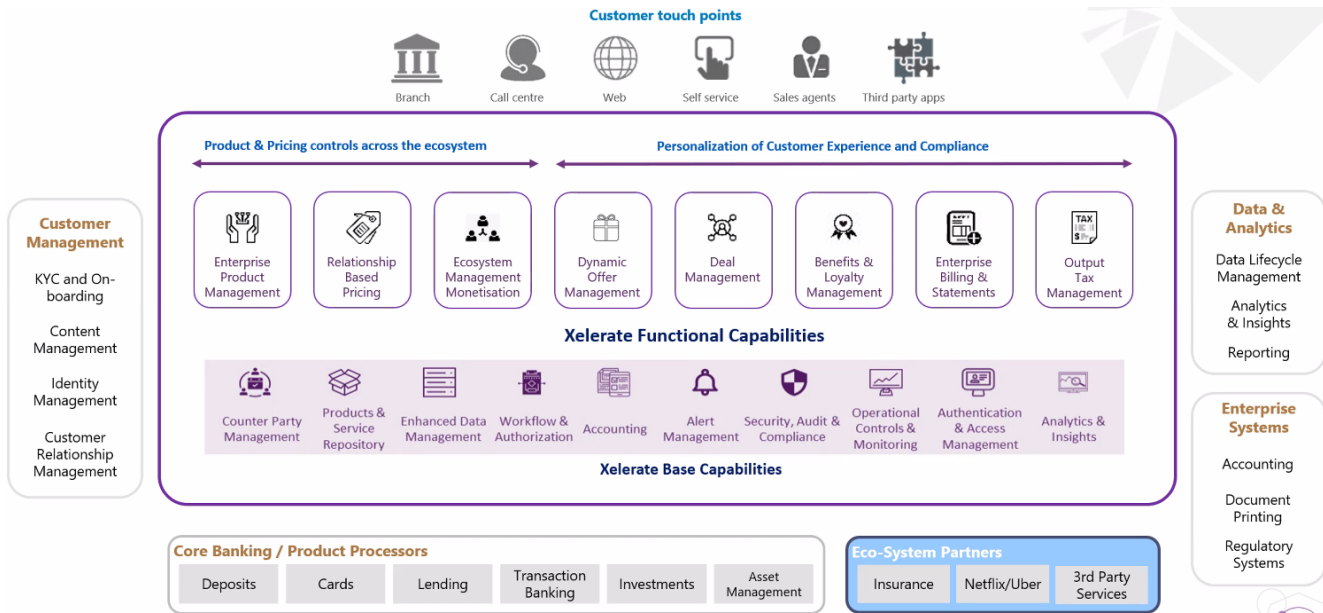 Customer touch points
Branch
Call centre
Web
Self service
Sales agents
Third party apps
Product & Pricing controls across the ecosystem
Personalization of Customer Experience and Compliance
Customer
Management
KYC and On-
boarding
Content
Management
Identity
Management
Customer
Relationship
Management
Enterprise
Product
Management
Relationship
Based
Pricing
Ecosystem
Management
Monetisation
Dynamic
Offer
Management
Deal
Management
Benefits &
Loyalty
Management
Enterprise
Billing &
Statements
TAX
$
Output
Tax
Management
Xelerate Functional Capabilities
Counter Party
Management
Products &
Service
Repository
Enhanced Data
Management
Workflow &
Authorization
Accounting
Alert
Management
Security, Audit &
Compliance
Operational
Controls &
Monitoring
Authentication
& Access
Management
Analytics &
Insights
Xelerate Base Capabilities
Data &
Analytics
Data Lifecycle
Management
Analytics
& Insights
Reporting
Enterprise
Systems
Accounting
Document
Printing
Regulatory
Systems
Core Banking / Product Processors
Deposits
Cards
Lending
Transaction
Banking
Investments
Asset
Management
Eco-System Partners
Insurance
Netflix/Uber
3rd Party
Services